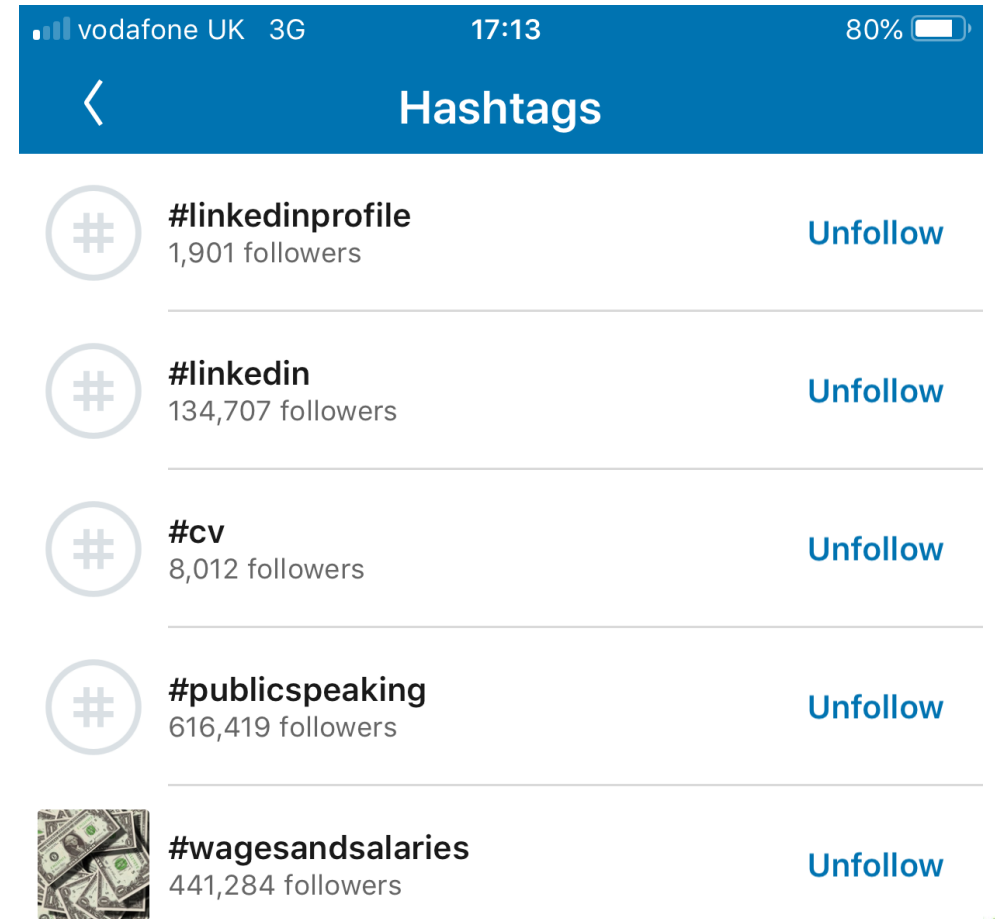 vodafone UK 3G 17:13 80%
Hashtags
#linkedinprofile
1,901 followers
Unfollow
#linkedin
134,707 followers
Unfollow
#cv
8,012 followers
Unfollow
#publicspeaking
616,419 followers
Unfollow
#wagesandsalaries
441,284 followers
Unfollow